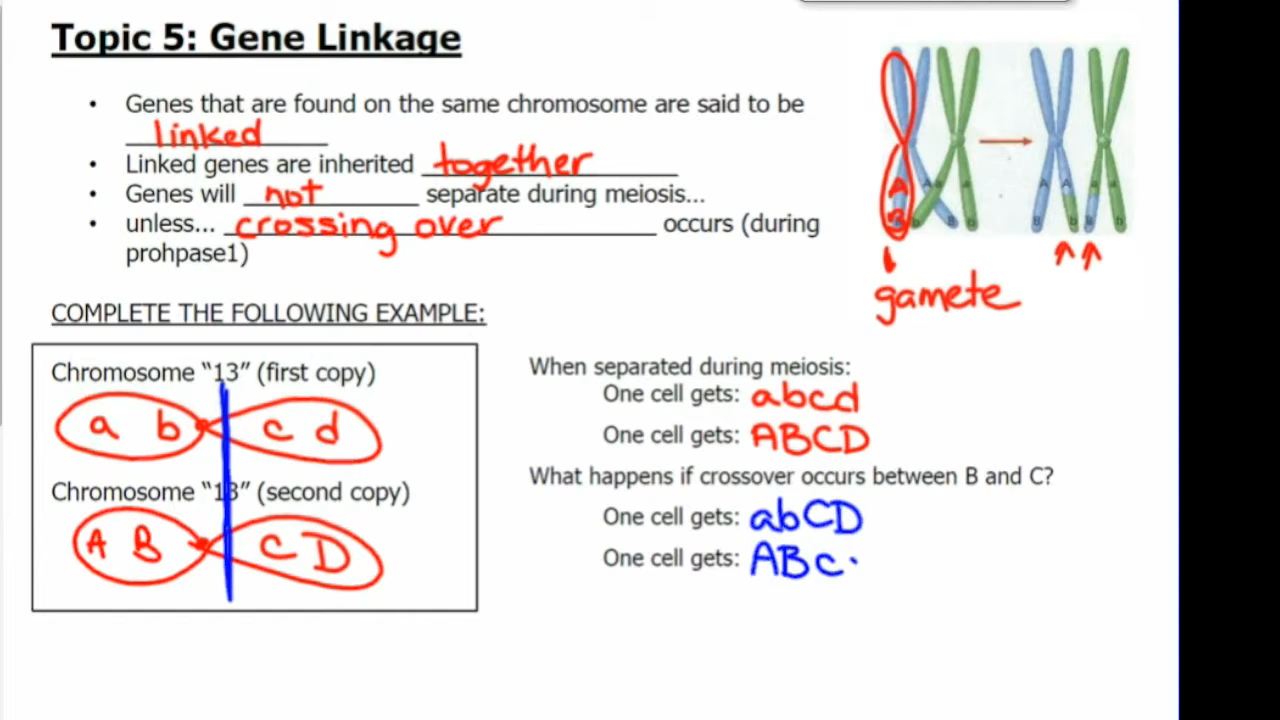 Topic 5: Gene Linkage
• Genes that are found on the same chromosome are said to be
linked
• Linked genes are inherited together
• Genes will not separate during meiosis...
• unless... crossing over occurs (during
prohpase1)
gamete
COMPLETE THE FOLLOWING EXAMPLE:
Chromosome “13” (first copy)
a b c d
Chromosome “13” (second copy)
A B C D
When separated during meiosis:
One cell gets: abcd
One cell gets: ABCD
What happens if crossover occurs between B and C?
One cell gets: abCD
One cell gets: ABc